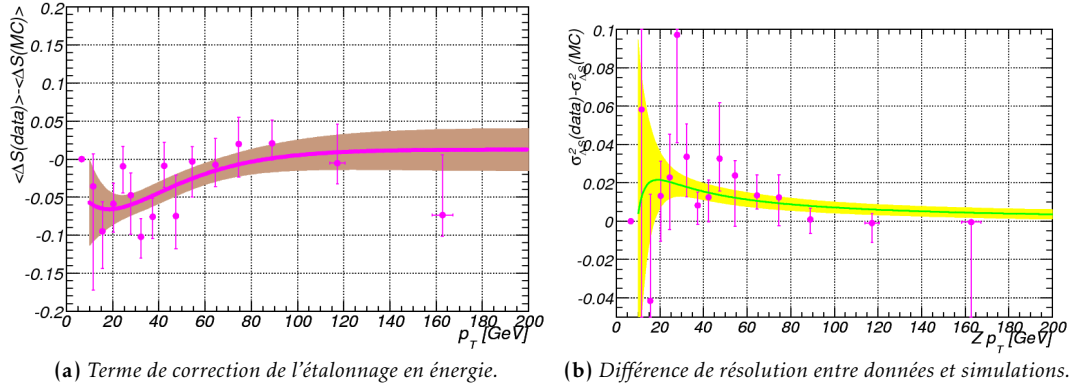 <ΔS(data)>-<ΔS(MC)>
0.2
0.15
0.1
0.05
-0
-0.05
-0.1
-0.15
-0.2
0 20 40 60 80 100 120 140 160 180 200
p_T [GeV]
(a) Terme de correction de l'étalonnage en énergie.
σ²_ΔS(data)-σ²_ΔS(MC)
0.1
0.08
0.06
0.04
0.02
0
-0.02
-0.04
0 20 40 60 80 100 120 140 160 180 200
Z p_T [GeV]
(b) Différence de résolution entre données et simulations.